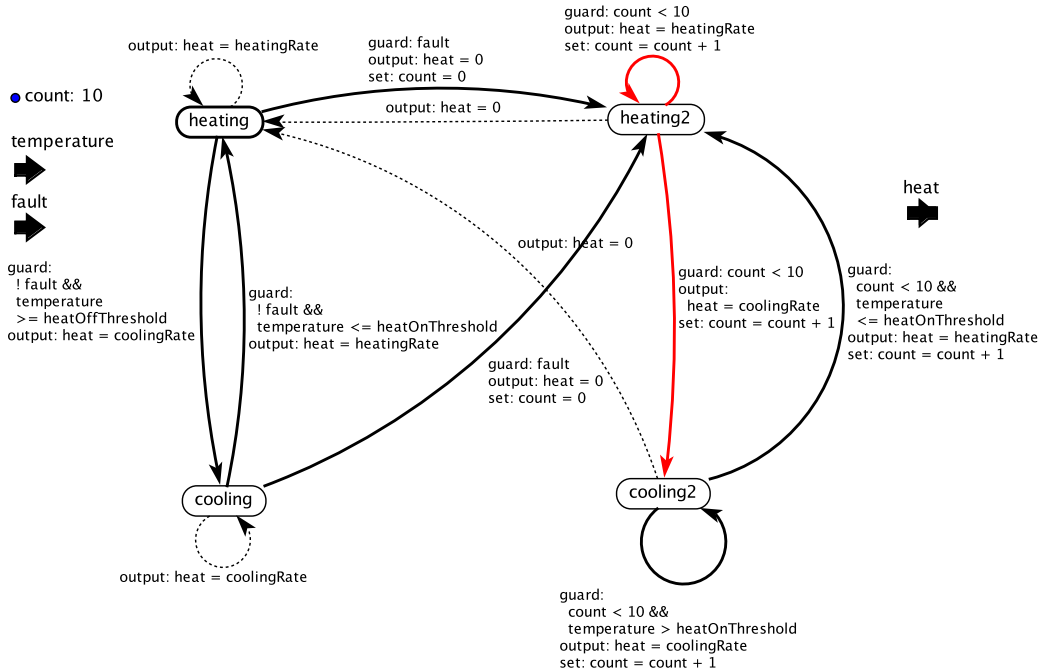 output: heat = heatingRate
guard: fault
output: heat = 0
set: count = 0
guard: count < 10
output: heat = heatingRate
set: count = count + 1
count: 10
output: heat = 0
heating
heating2
temperature
fault
heat
output: heat = 0
guard:
! fault &&
temperature
>= heatOffThreshold
output: heat = coolingRate
guard:
! fault &&
temperature <= heatOnThreshold
output: heat = heatingRate
guard: count < 10
output:
heat = coolingRate
set: count = count + 1
guard:
count < 10 &&
temperature
<= heatOnThreshold
output: heat = heatingRate
set: count = count + 1
guard: fault
output: heat = 0
set: count = 0
cooling
cooling2
output: heat = coolingRate
guard:
count < 10 &&
temperature > heatOnThreshold
output: heat = coolingRate
set: count = count + 1